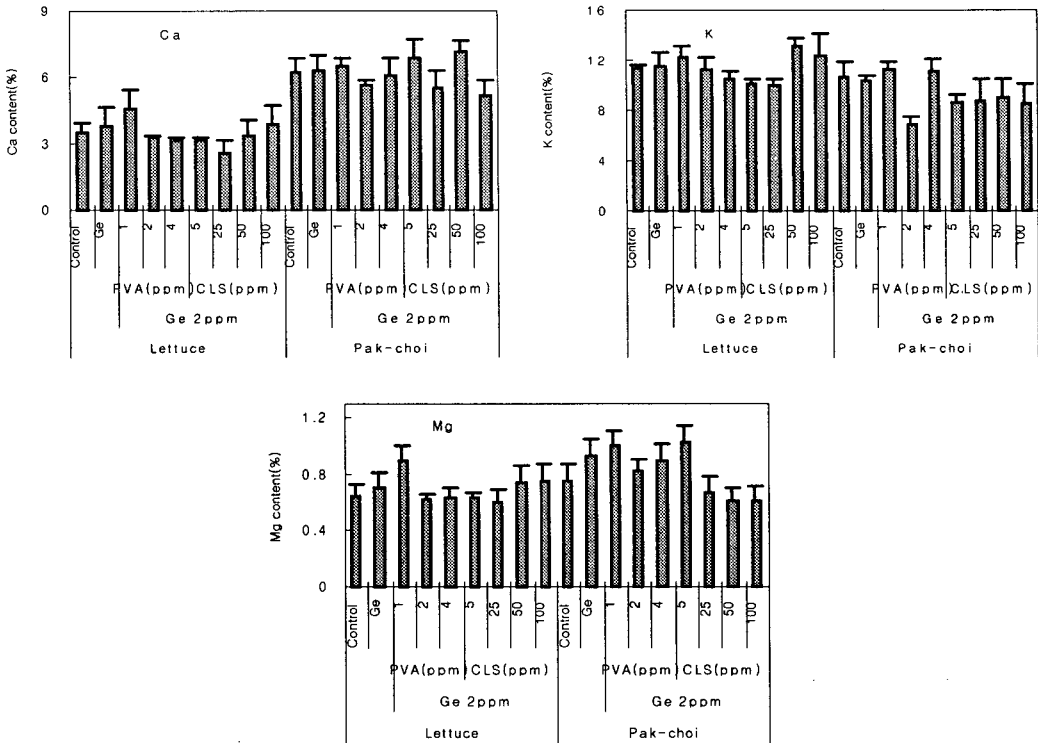 Ca
Ca content(%)
9
6
3
0
Control Ge 1 2 4 5 25 50 100 Control Ge 1 2 4 5 25 50 100
PVA(ppm) CLS(ppm) PVA(ppm) CLS(ppm)
Ge 2ppm Ge 2ppm
Lettuce Pak-choi
K
K content(%)
16
12
8
4
0
Control Ge 1 2 4 5 25 50 100 Control Ge 1 2 4 5 25 50 100
PVA(ppm) CLS(ppm) PVA(ppm) CLS(ppm)
Ge 2ppm Ge 2ppm
Lettuce Pak-choi
Mg
Mg content(%)
1.2
0.8
0.4
0
Control Ge 1 2 4 5 25 50 100 Control Ge 1 2 4 5 25 50 100
PVA(ppm) CLS(ppm) PVA(ppm) CLS(ppm)
Ge 2ppm Ge 2ppm
Lettuce Pak-choi